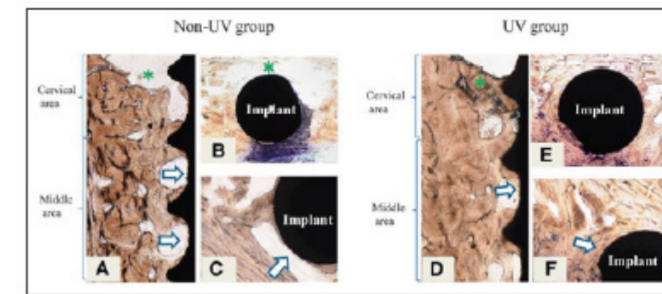 Non-UV group
UV group
Cervical
area
Middle
area
A
Implant
B
Implant
C
Cervical
area
Middle
area
D
Implant
E
Implant
F